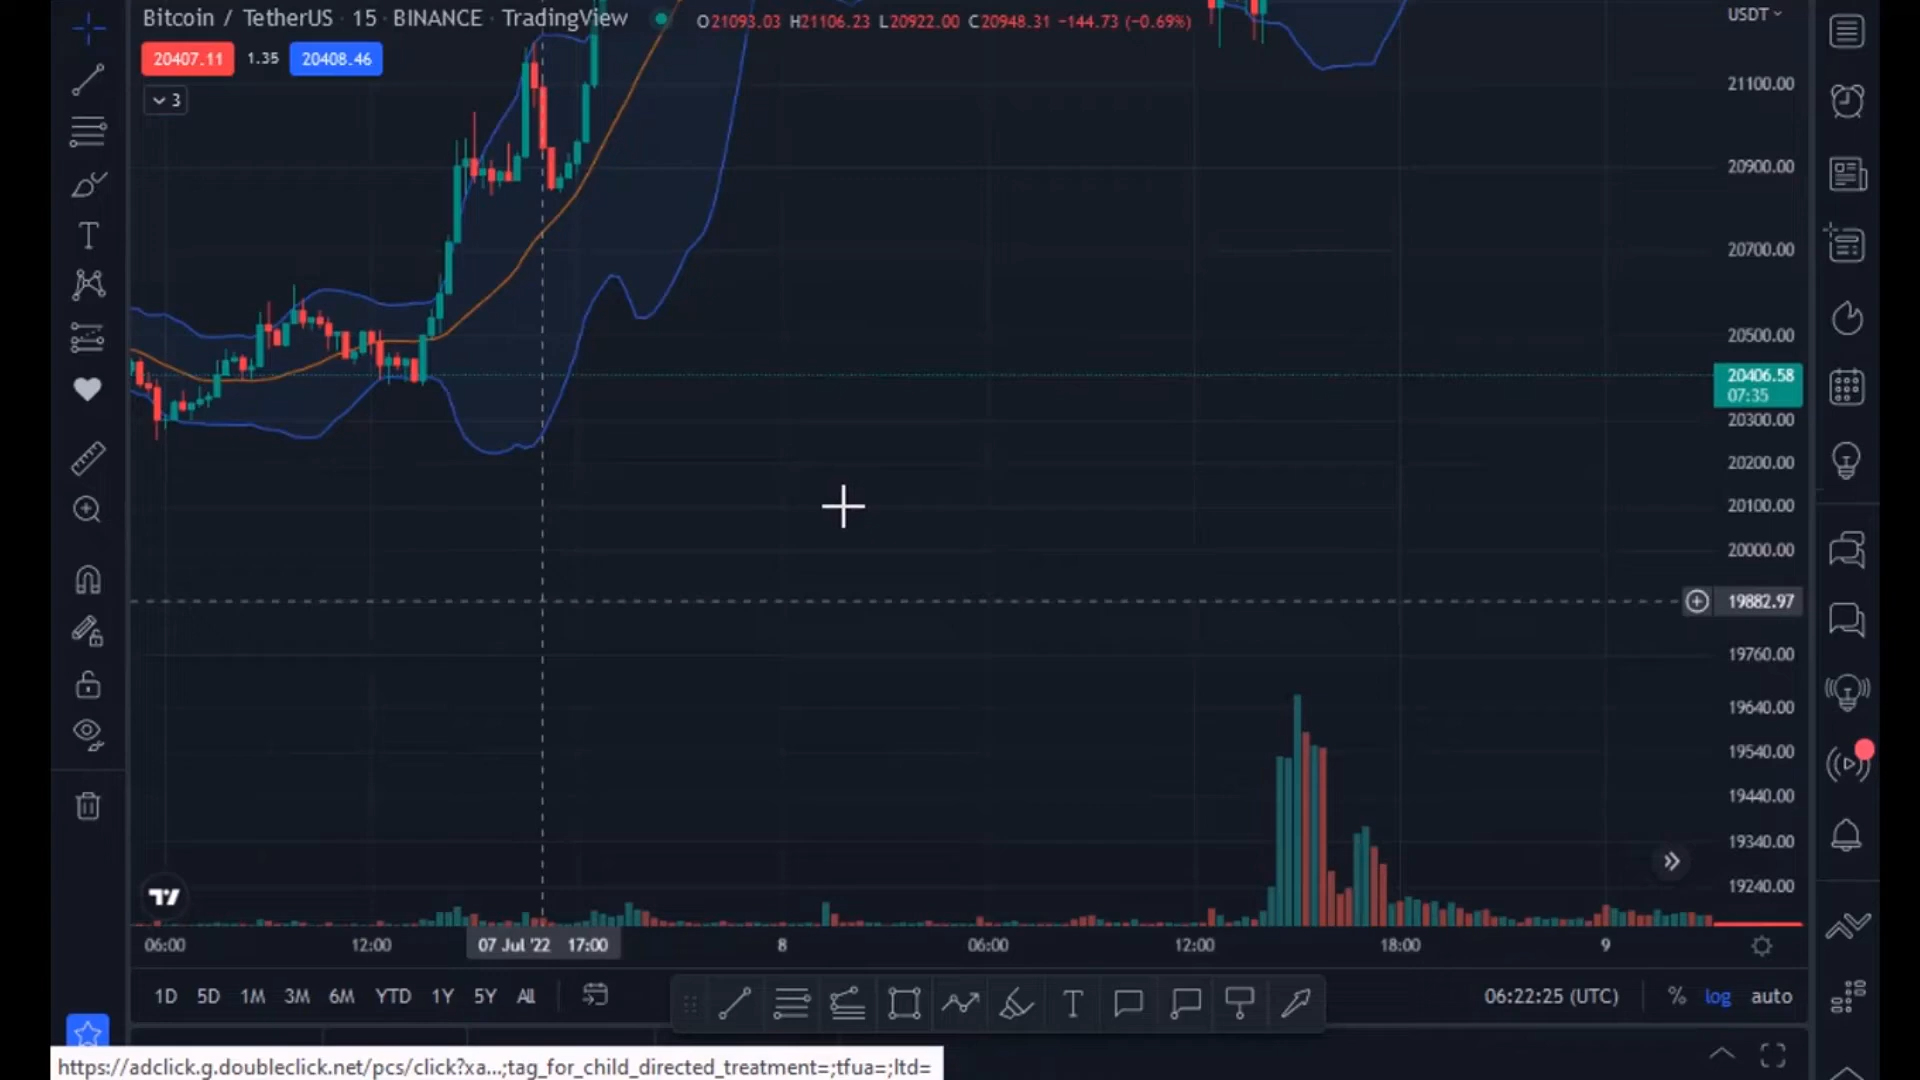 Bitcoin / TetherUS · 15 · BINANCE · TradingView
O21093.03 H21106.23 L20922.00 C20948.31 −144.73 (−0.69%)
USDT
20407.11 1.35 20408.46
3
21100.00
20900.00
20700.00
20500.00
20406.58
07:35
20300.00
20200.00
20100.00
20000.00
19882.97
19760.00
19640.00
19540.00
19440.00
19340.00
19240.00
06:00 12:00 07 Jul '22 17:00 8 06:00 12:00 18:00 9
1D 5D 1M 3M 6M YTD 1Y 5Y All
06:22:25 (UTC) % log auto
https://adclick.g.doubleclick.net/pcs/click?xa...;tag_for_child_directed_treatment=;tfua=;ltd=